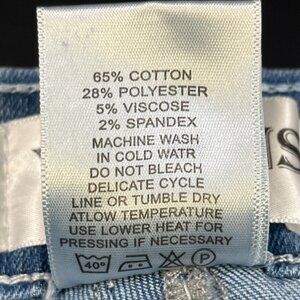 65% COTTON
28% POLYESTER
5% VISCOSE
2% SPANDEX
MACHINE WASH
IN COLD WATR
DO NOT BLEACH
DELICATE CYCLE
LINE OR TUMBLE DRY
ATLOW TEMPERATURE
USE LOWER HEAT FOR
PRESSING IF NECESSARY
40° P